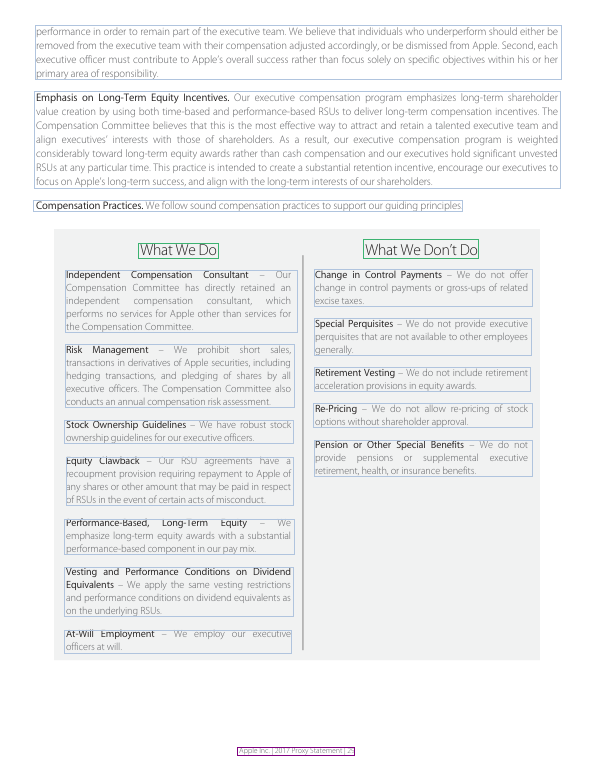 performance in order to remain part of the executive team. We believe that individuals who underperform should either be
removed from the executive team with their compensation adjusted accordingly, or be dismissed from Apple. Second, each
executive officer must contribute to Apple's overall success rather than focus solely on specific objectives within his or her
primary area of responsibility.
Emphasis on Long-Term Equity Incentives. Our executive compensation program emphasizes long-term shareholder
value creation by using both time-based and performance-based RSUs to deliver long-term compensation incentives. The
Compensation Committee believes that this is the most effective way to attract and retain a talented executive team and
align executives' interests with those of shareholders. As a result, our executive compensation program is weighted
considerably toward long-term equity awards rather than cash compensation and our executives hold significant unvested
RSUs at any particular time. This practice is intended to create a substantial retention incentive, encourage our executives to
focus on Apple's long-term success, and align with the long-term interests of our shareholders.
Compensation Practices. We follow sound compensation practices to support our guiding principles
What We Do
Independent Compensation Consultant – Our
Compensation Committee has directly retained an
independent compensation consultant, which
performs no services for Apple other than services for
the Compensation Committee.
Risk Management – We prohibit short sales,
transactions in derivatives of Apple securities, including
hedging transactions, and pledging of shares by all
executive officers. The Compensation Committee also
conducts an annual compensation risk assessment.
Stock Ownership Guidelines – We have robust stock
ownership guidelines for our executive officers.
Equity Clawback – Our RSU agreements have a
recoupment provision requiring repayment to Apple of
any shares or other amount that may be paid in respect
of RSUs in the event of certain acts of misconduct.
Performance-Based, Long-Term Equity – We
emphasize long-term equity awards with a substantial
performance-based component in our pay mix.
Vesting and Performance Conditions on Dividend
Equivalents – We apply the same vesting restrictions
and performance conditions on dividend equivalents as
on the underlying RSUs.
At-Will Employment – We employ our executive
officers at will.
What We Don't Do
Change in Control Payments – We do not offer
change in control payments or gross-ups of related
excise taxes.
Special Perquisites – We do not provide executive
perquisites that are not available to other employees
generally.
Retirement Vesting – We do not include retirement
acceleration provisions in equity awards.
Re-Pricing – We do not allow re-pricing of stock
options without shareholder approval.
Pension or Other Special Benefits – We do not
provide pensions or supplemental executive
retirement, health, or insurance benefits.
Apple Inc. | 2017 Proxy Statement |